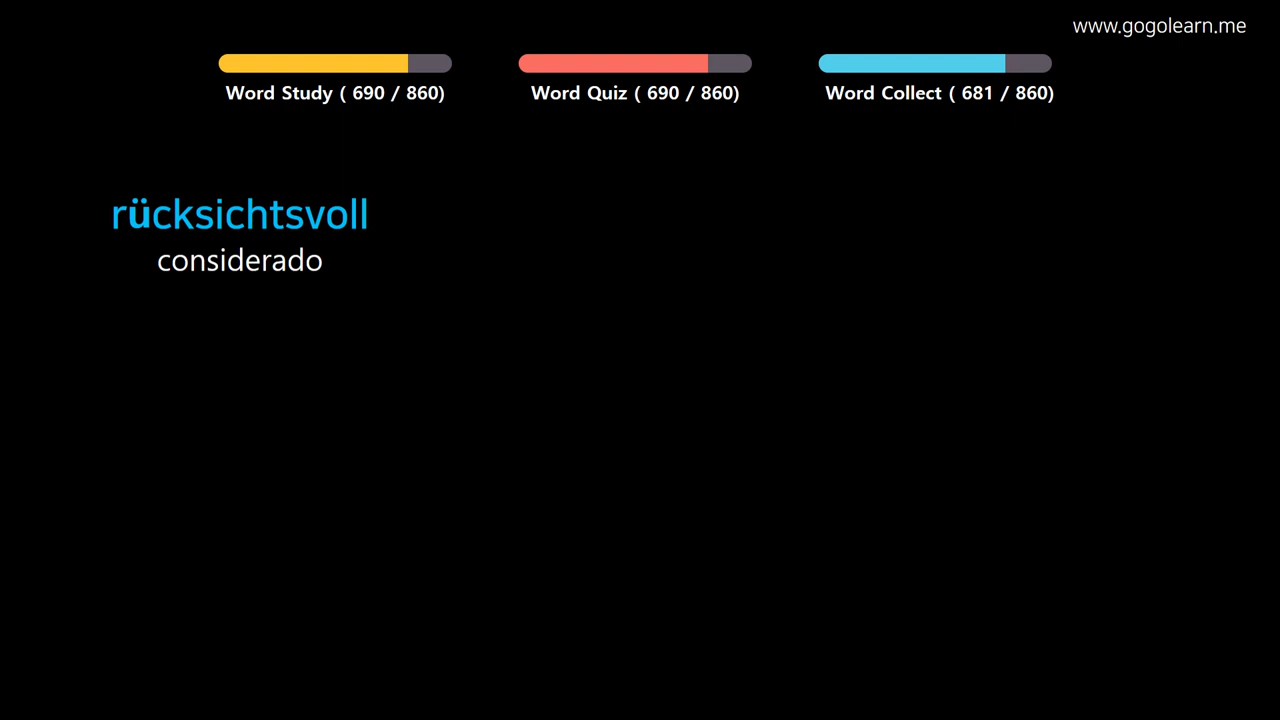 www.gogolearn.me
Word Study ( 690 / 860)
Word Quiz ( 690 / 860)
Word Collect ( 681 / 860)
rücksichtsvoll
considerado